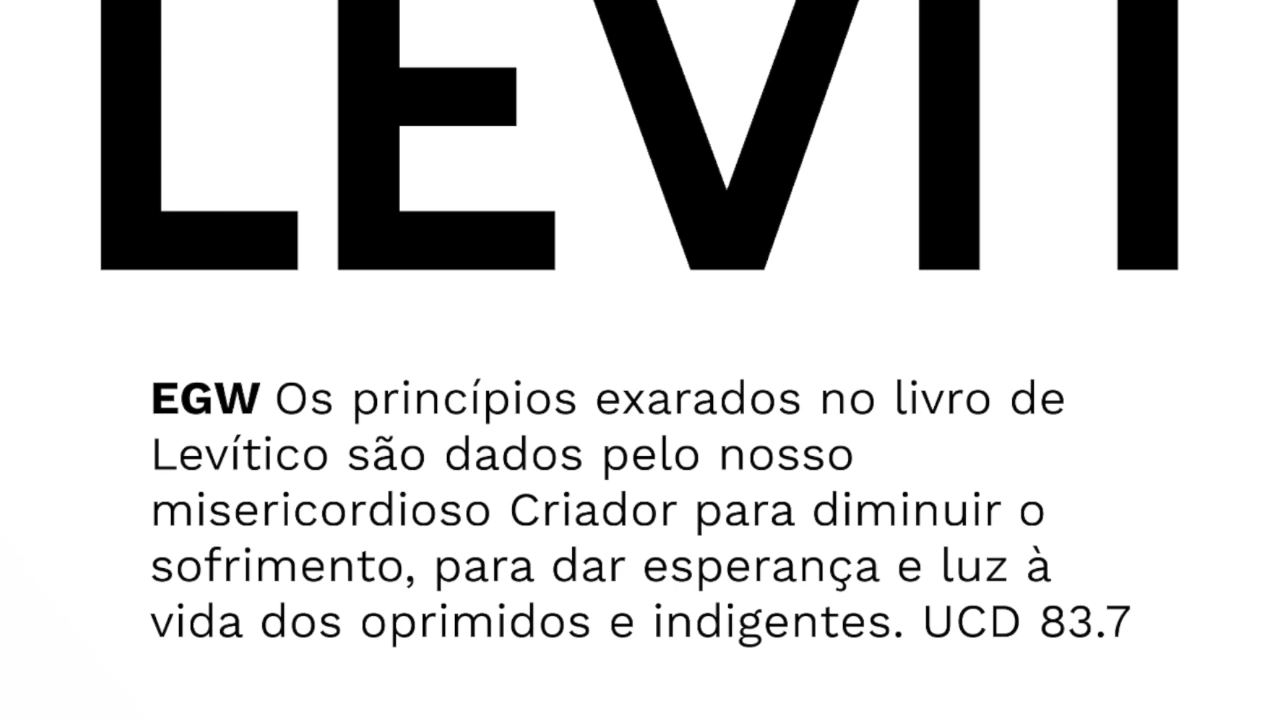 LEVIT
EGW Os princípios exarados no livro de
Levítico são dados pelo nosso
misericordioso Criador para diminuir o
sofrimento, para dar esperança e luz à
vida dos oprimidos e indigentes. UCD 83.7